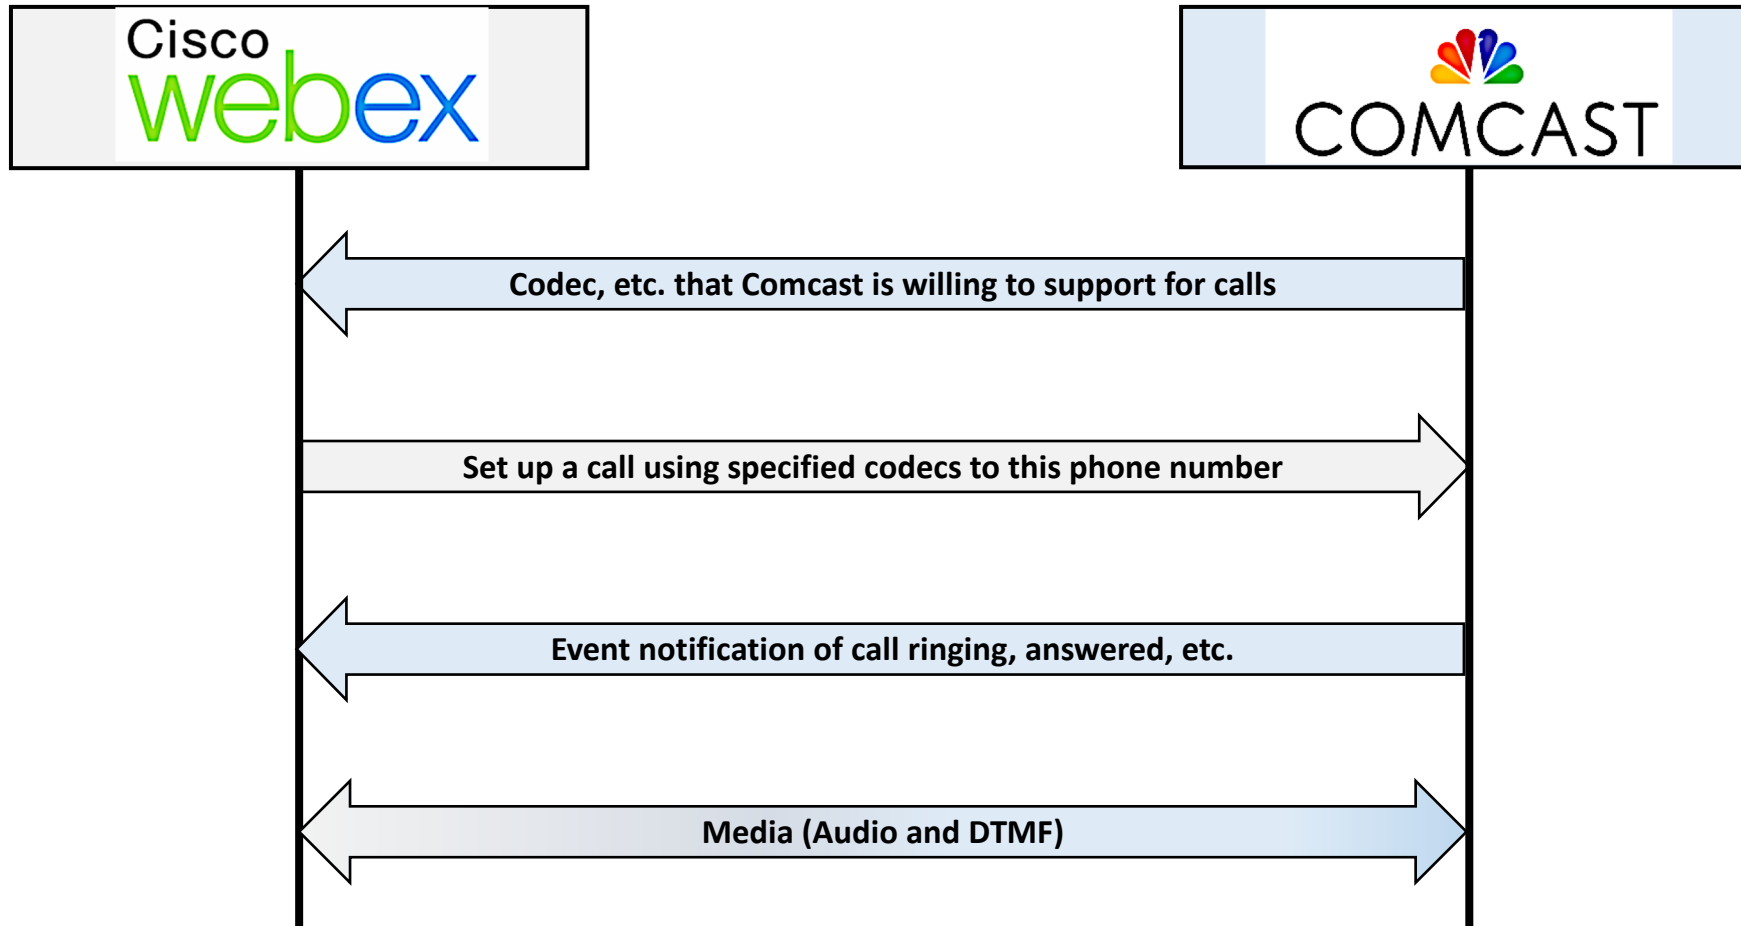 Cisco
webex
COMCAST
Codec, etc. that Comcast is willing to support for calls
Set up a call using specified codecs to this phone number
Event notification of call ringing, answered, etc.
Media (Audio and DTMF)